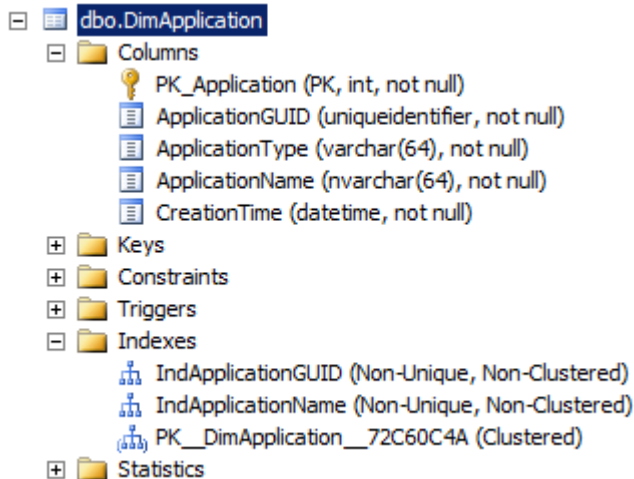 dbo.DimApplication
Columns
PK_Application (PK, int, not null)
ApplicationGUID (uniqueidentifier, not null)
ApplicationType (varchar(64), not null)
ApplicationName (nvarchar(64), not null)
CreationTime (datetime, not null)
Keys
Constraints
Triggers
Indexes
IndApplicationGUID (Non-Unique, Non-Clustered)
IndApplicationName (Non-Unique, Non-Clustered)
PK__DimApplication__72C60C4A (Clustered)
Statistics